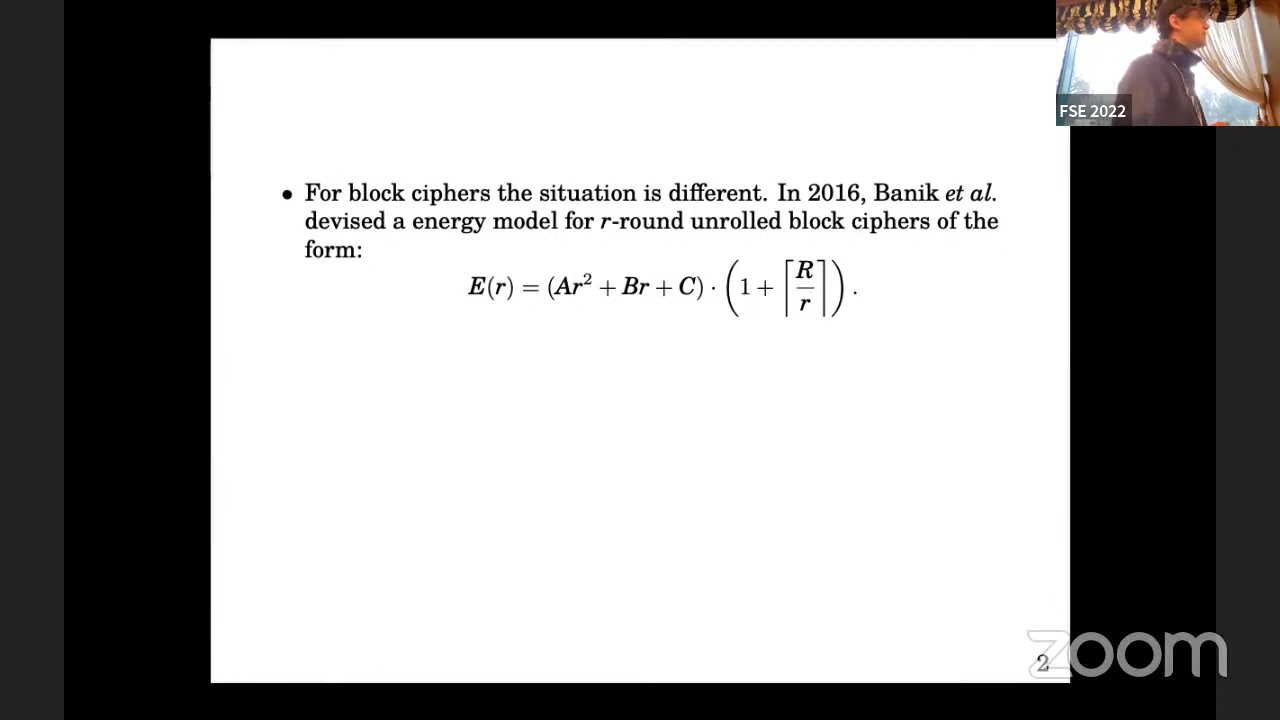 FSE 2022
• For block ciphers the situation is different. In 2016, Banik et al.
devised a energy model for r-round unrolled block ciphers of the
form:
E(r) = (Ar² + Br + C) · (1 + ⌈R/r⌉).
2
zoom